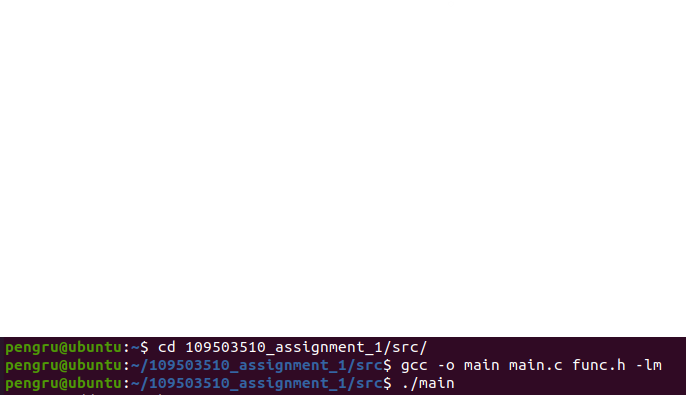 pengru@ubuntu:~$ cd 109503510_assignment_1/src/
pengru@ubuntu:~/109503510_assignment_1/src$ gcc -o main main.c func.h -lm
pengru@ubuntu:~/109503510_assignment_1/src$ ./main